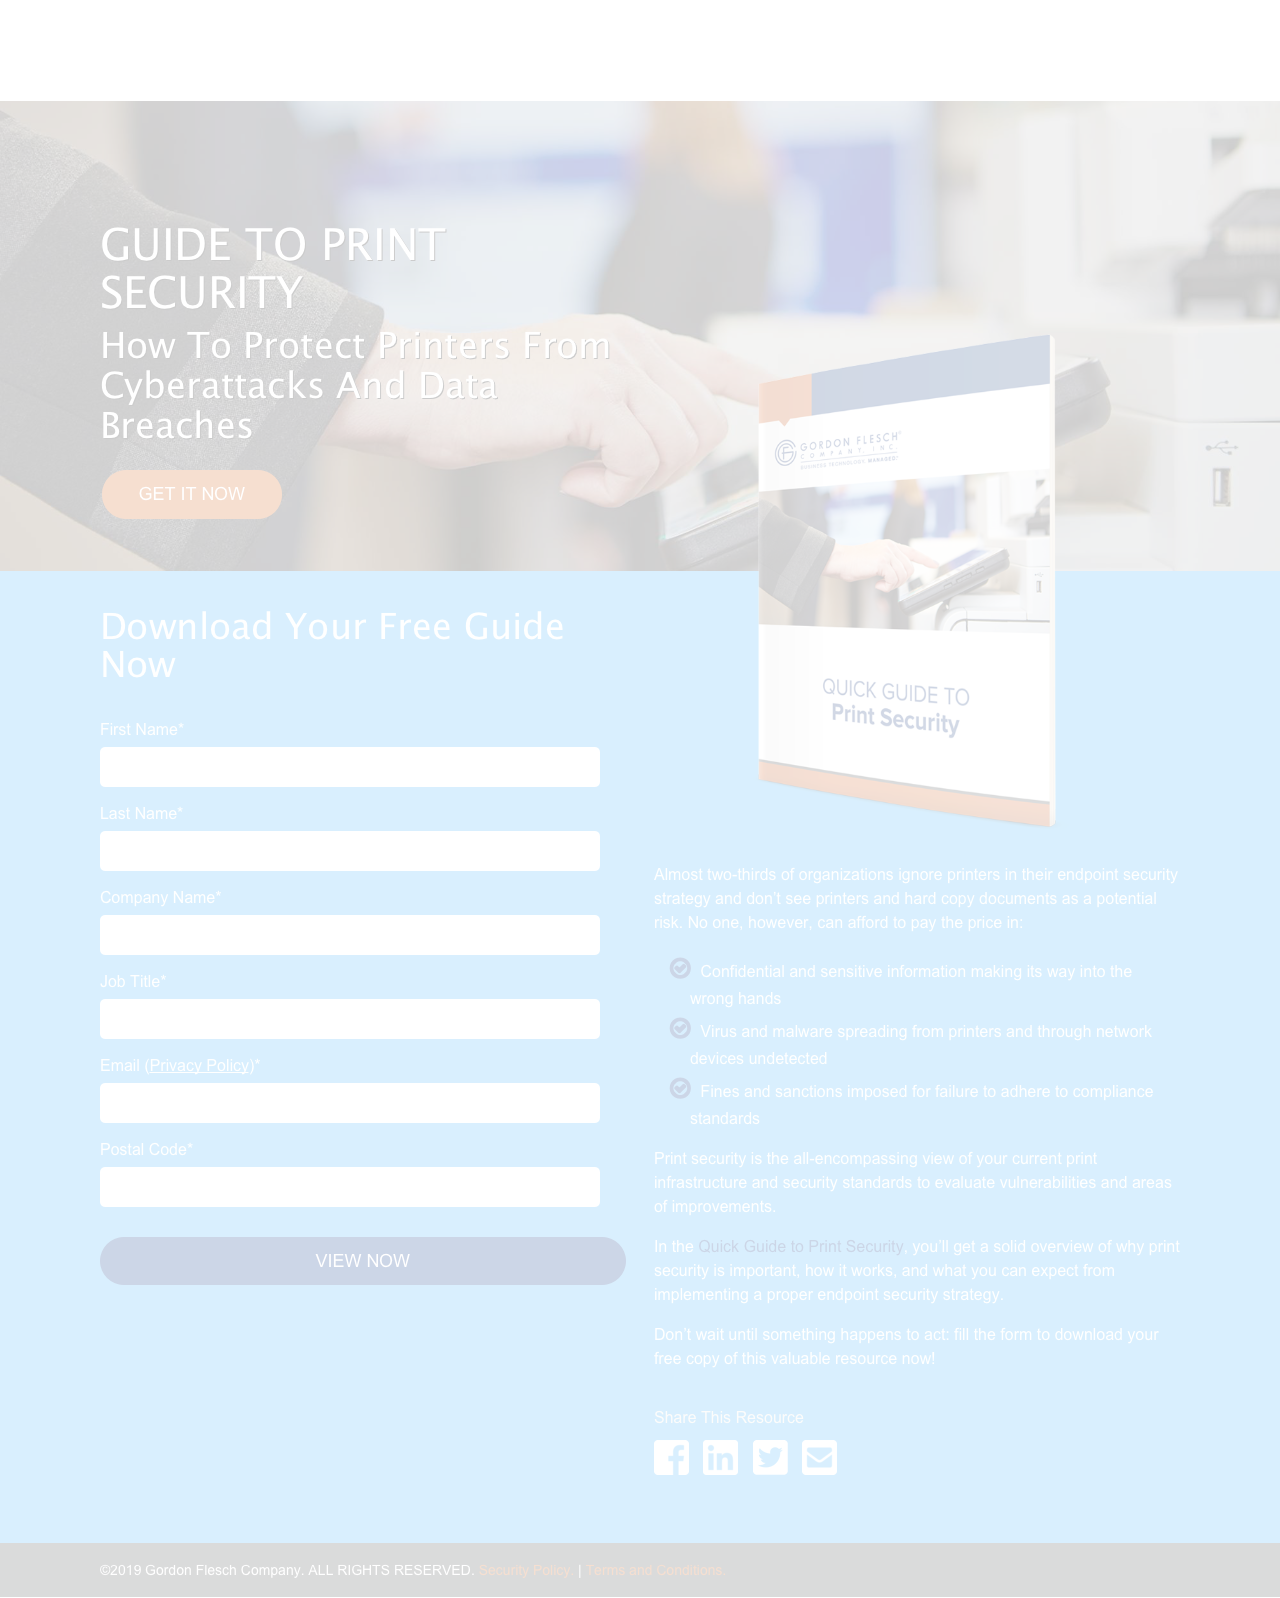 GUIDE TO PRINT
SECURITY
How To Protect Printers From
Cyberattacks And Data
Breaches
GET IT NOW
GORDON FLESCH
COMPANY, INC.
BUSINESS TECHNOLOGY. MANAGED.
QUICK GUIDE TO
Print Security
Download Your Free Guide
Now
First Name*
Last Name*
Company Name*
Job Title*
Email (Privacy Policy)*
Postal Code*
VIEW NOW
Almost two-thirds of organizations ignore printers in their endpoint security
strategy and don’t see printers and hard copy documents as a potential
risk. No one, however, can afford to pay the price in:
Confidential and sensitive information making its way into the
wrong hands
Virus and malware spreading from printers and through network
devices undetected
Fines and sanctions imposed for failure to adhere to compliance
standards
Print security is the all-encompassing view of your current print
infrastructure and security standards to evaluate vulnerabilities and areas
of improvements.
In the Quick Guide to Print Security, you’ll get a solid overview of why print
security is important, how it works, and what you can expect from
implementing a proper endpoint security strategy.
Don’t wait until something happens to act: fill the form to download your
free copy of this valuable resource now!
Share This Resource
©2019 Gordon Flesch Company. ALL RIGHTS RESERVED. Security Policy. | Terms and Conditions.